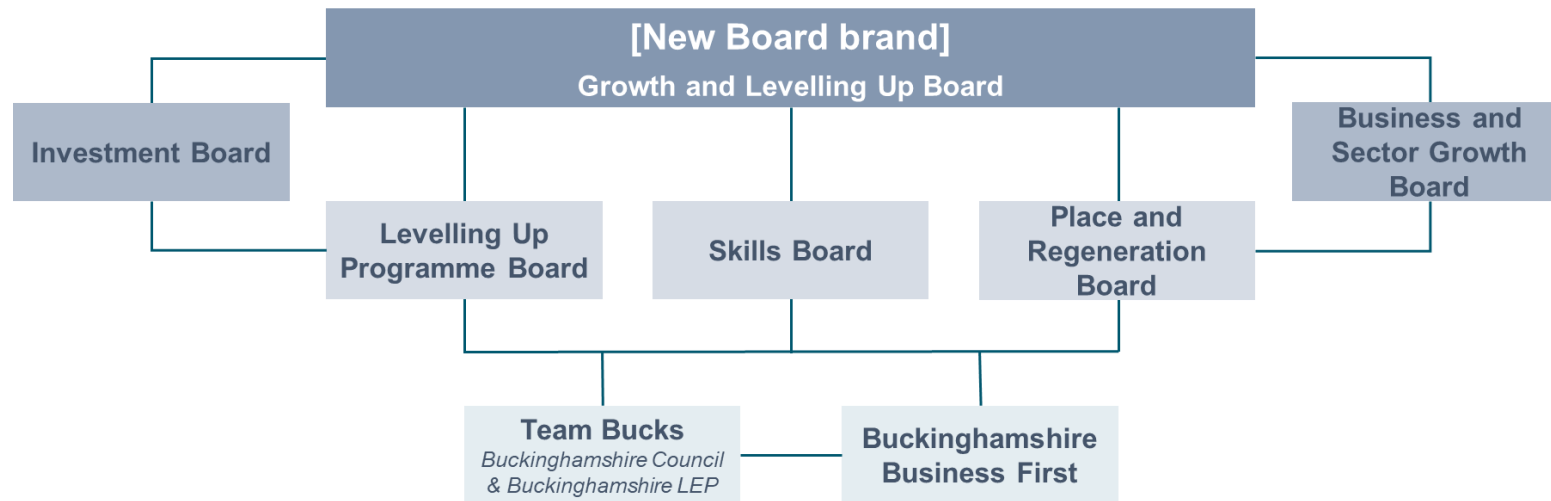 [New Board brand]
Growth and Levelling Up Board
Investment Board
Business and
Sector Growth
Board
Levelling Up
Programme Board
Skills Board
Place and
Regeneration
Board
Team Bucks
Buckinghamshire Council
& Buckinghamshire LEP
Buckinghamshire
Business First